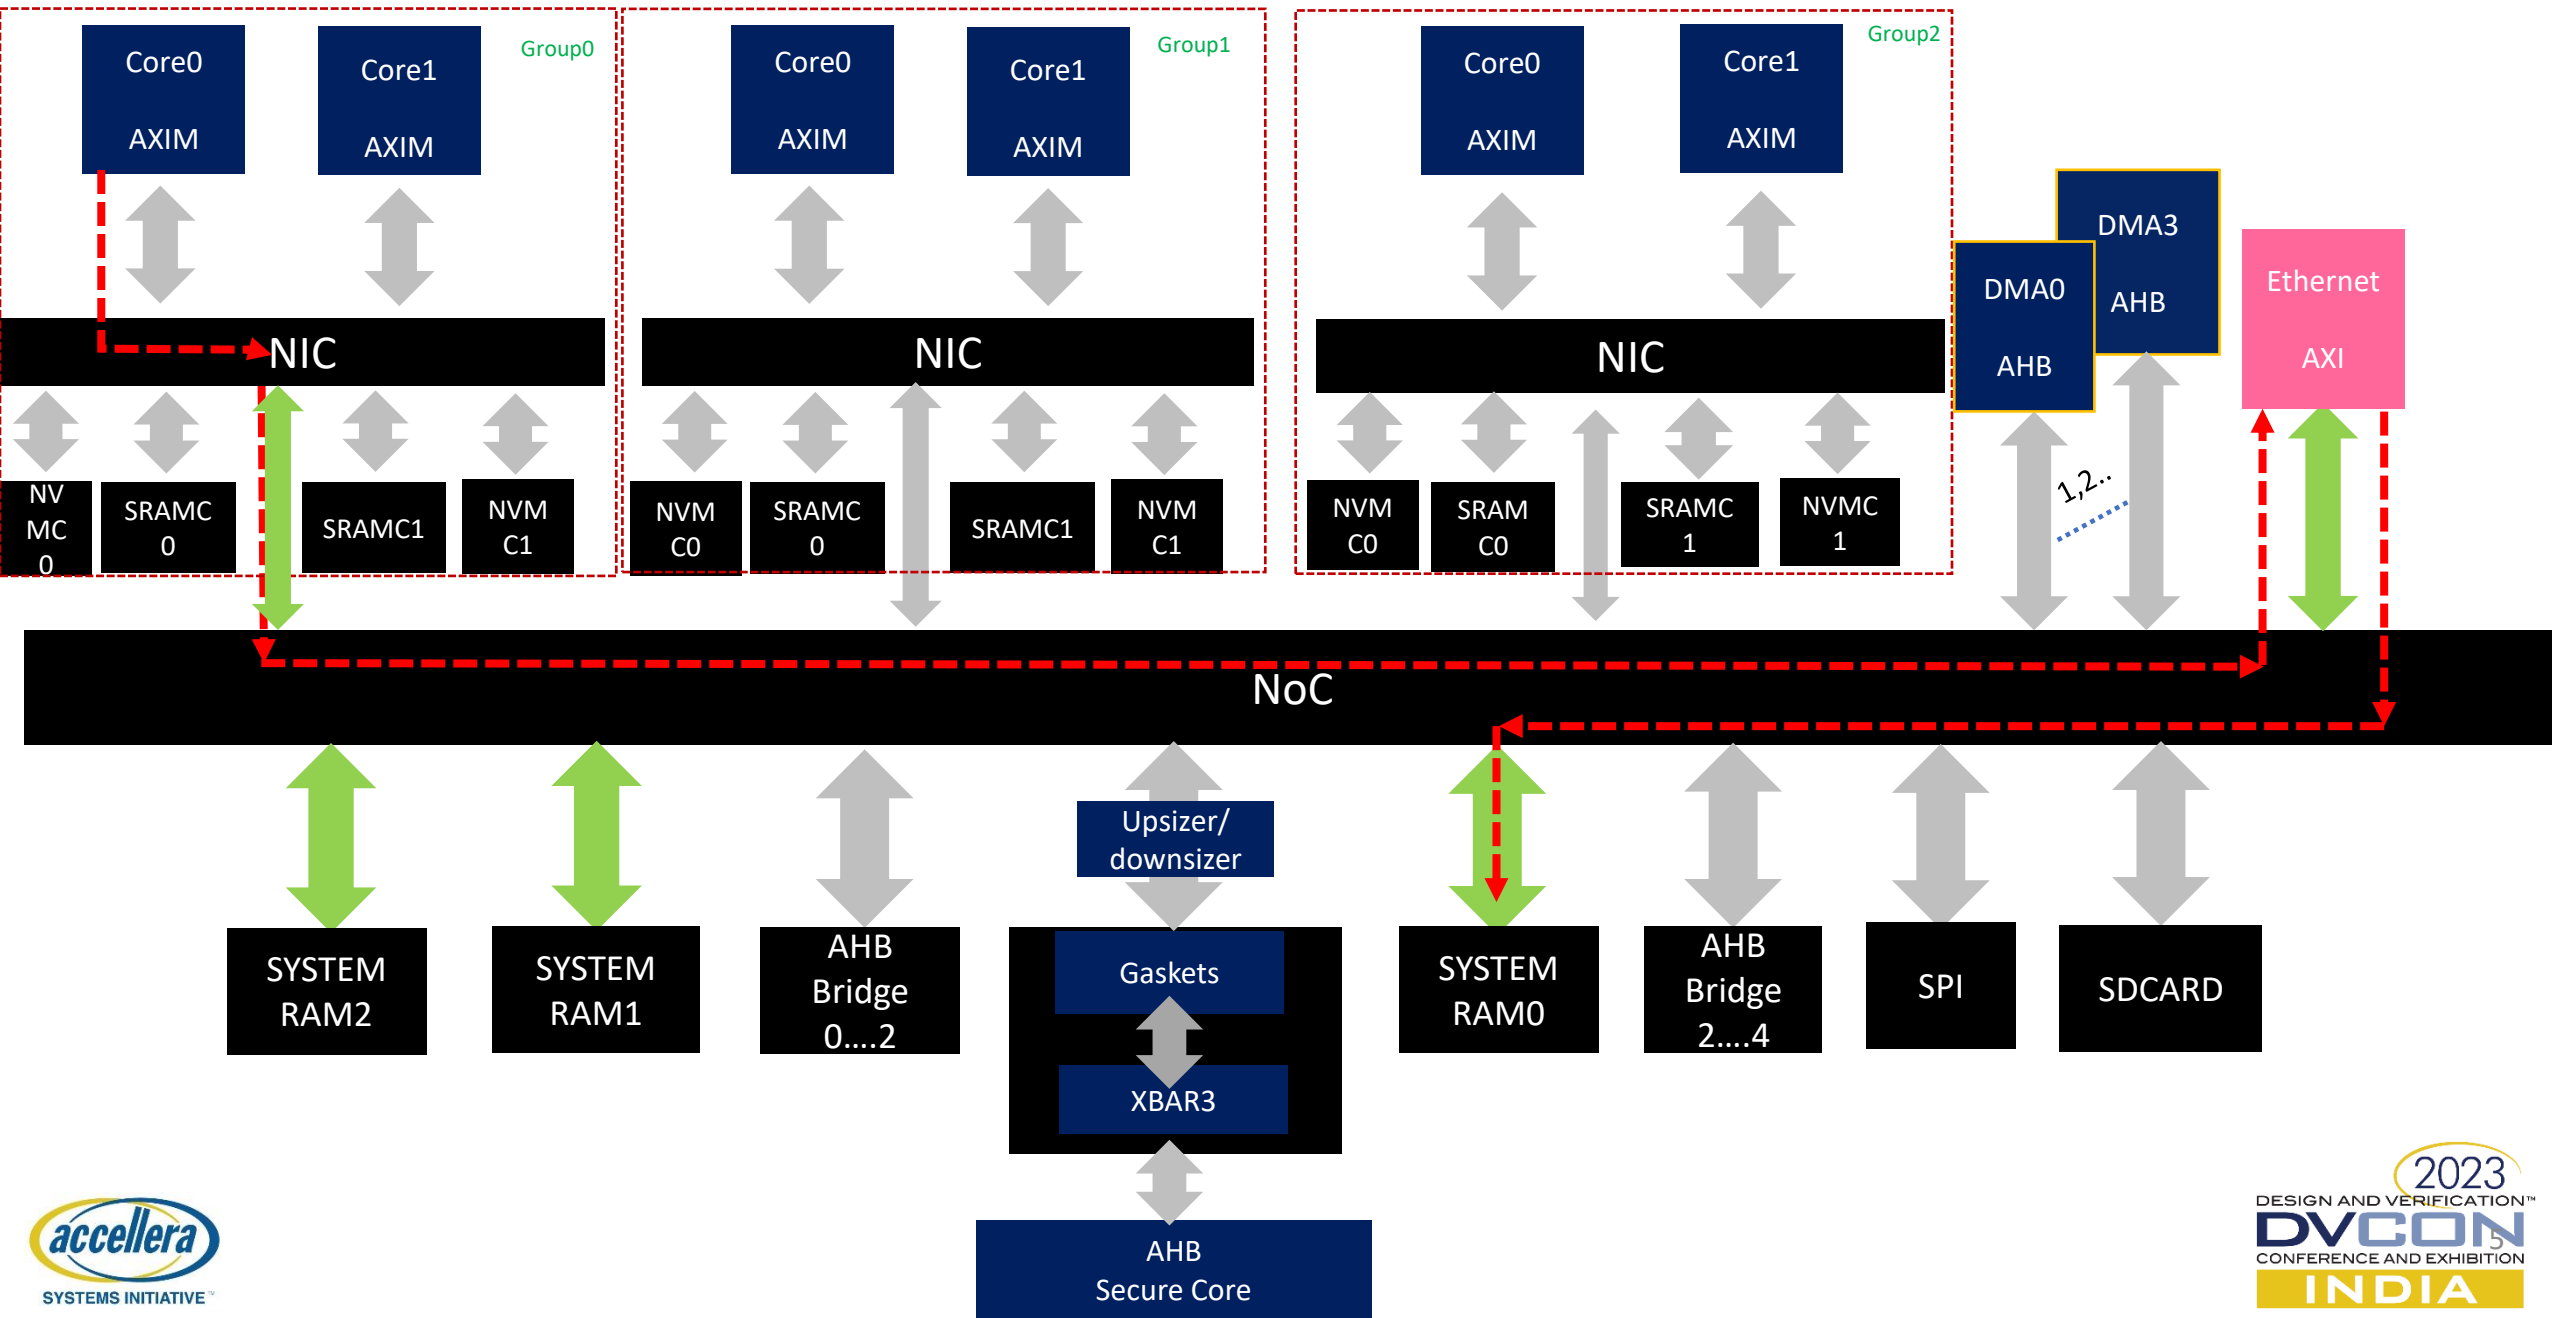 Core0
AXIM
Core1
AXIM
Group0
Core0
AXIM
Core1
AXIM
Group1
Core0
AXIM
Core1
AXIM
Group2
DMA3
AHB
DMA0
AHB
Ethernet
AXI
NIC
NIC
NIC
NV
MC
0
SRAMC
0
SRAMC1
NVM
C1
NVM
C0
SRAMC
0
SRAMC1
NVM
C1
NVM
C0
SRAM
C0
SRAMC
1
NVMC
1
1,2..
NoC
Upsizer/
downsizer
SYSTEM
RAM2
SYSTEM
RAM1
AHB
Bridge
0....2
Gaskets
XBAR3
SYSTEM
RAM0
AHB
Bridge
2....4
SPI
SDCARD
AHB
Secure Core
accellera
SYSTEMS INITIATIVE™
2023
DESIGN AND VERIFICATION™
DVCON
5
CONFERENCE AND EXHIBITION
INDIA